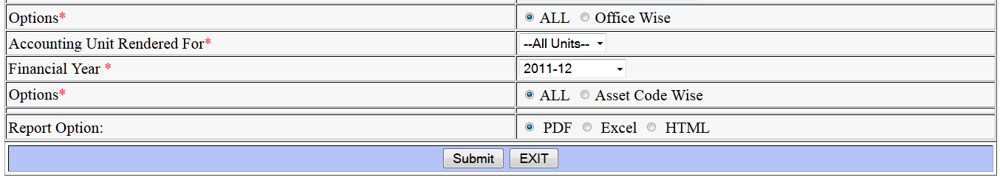 Options* ALL Office Wise
Accounting Unit Rendered For* --All Units--
Financial Year * 2011-12
Options* ALL Asset Code Wise
Report Option: PDF Excel HTML
Submit EXIT